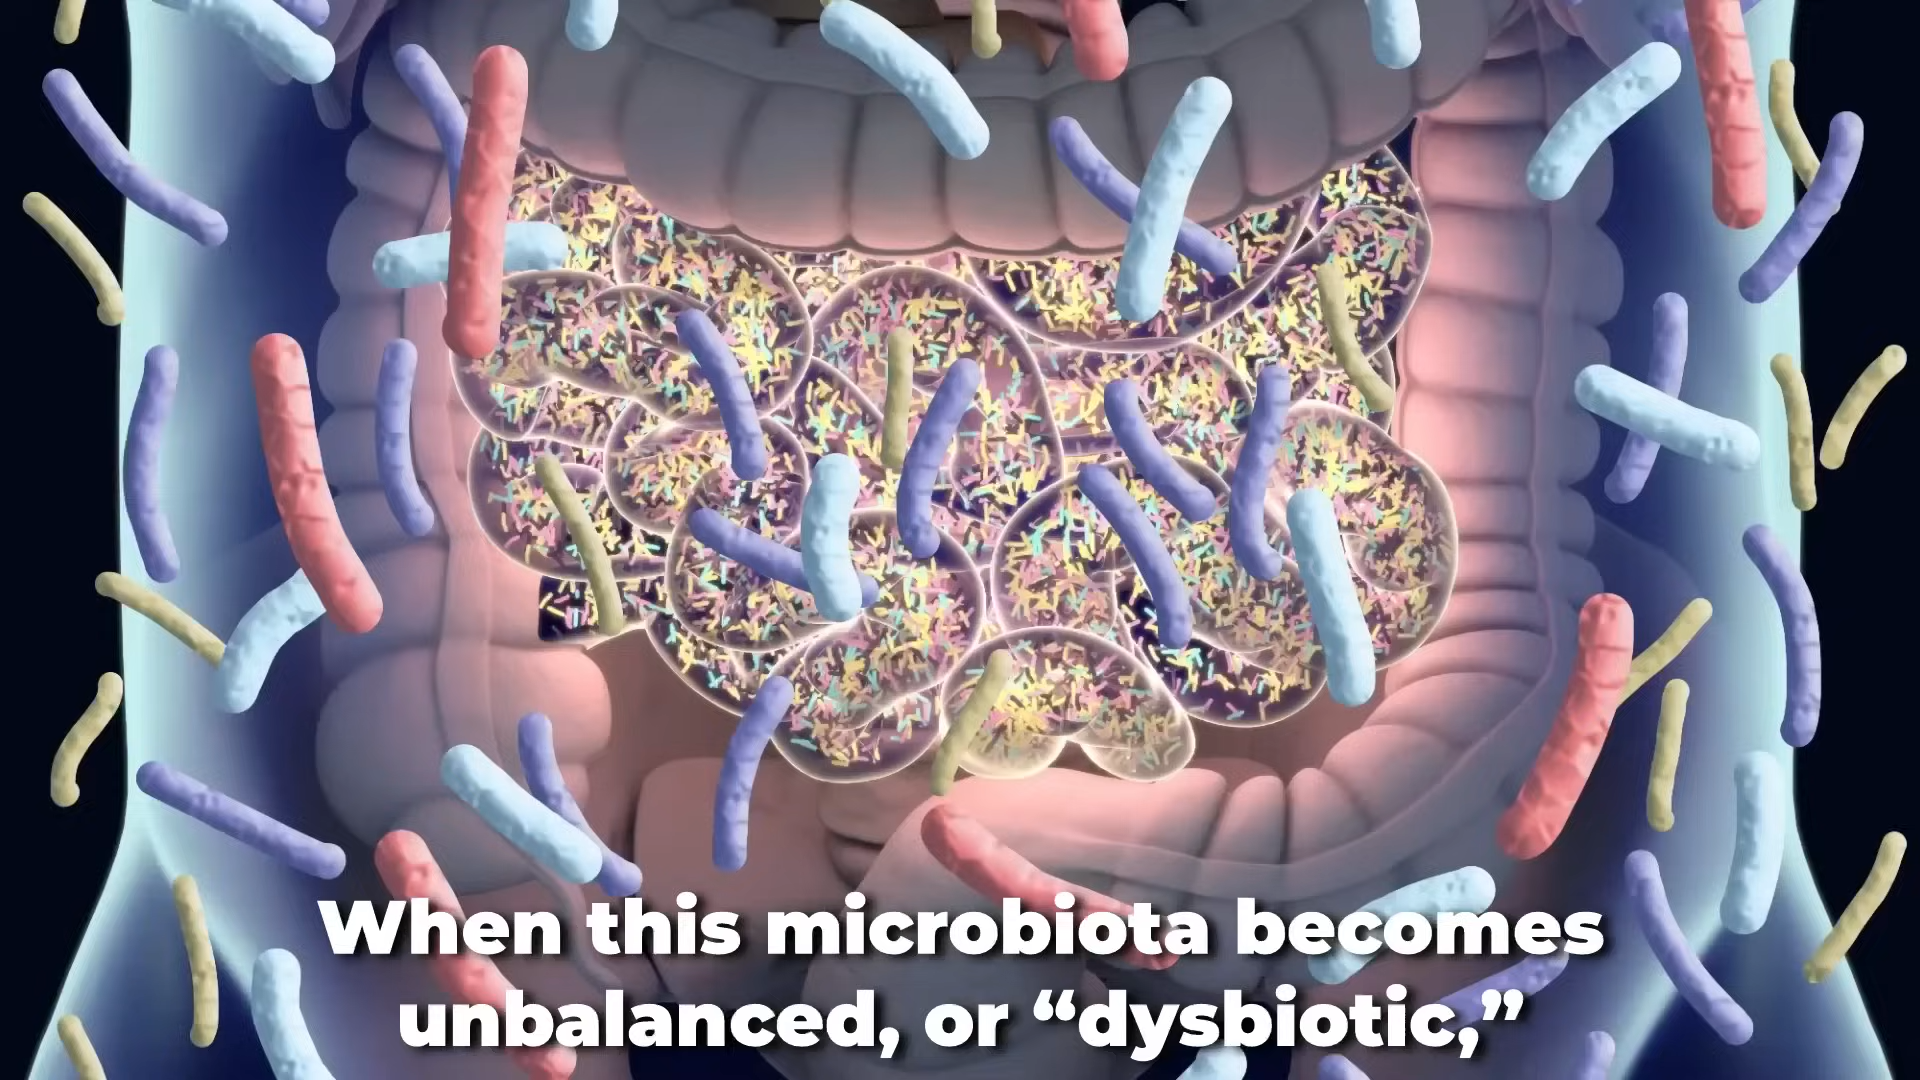 When this microbiota becomes
unbalanced, or “dysbiotic,”